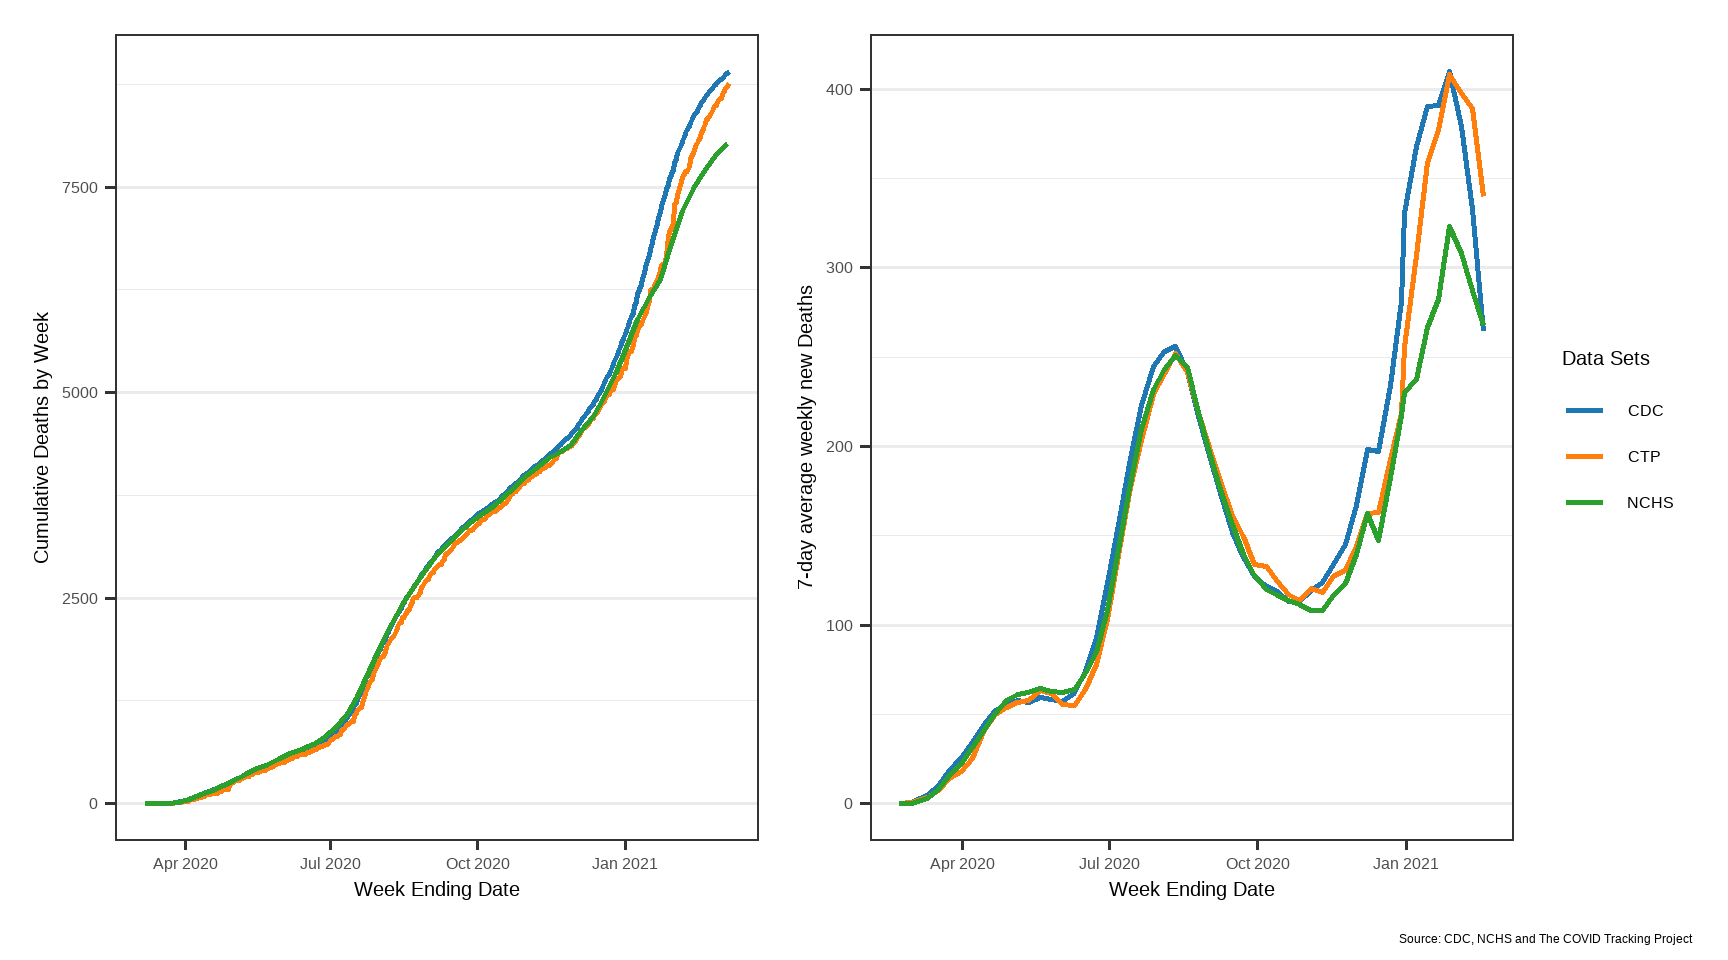 Cumulative Deaths by Week
7500
5000
2500
0
Apr 2020
Jul 2020
Oct 2020
Jan 2021
Week Ending Date
7-day average weekly new Deaths
400
300
200
100
0
Apr 2020
Jul 2020
Oct 2020
Jan 2021
Week Ending Date
Data Sets
CDC
CTP
NCHS
Source: CDC, NCHS and The COVID Tracking Project